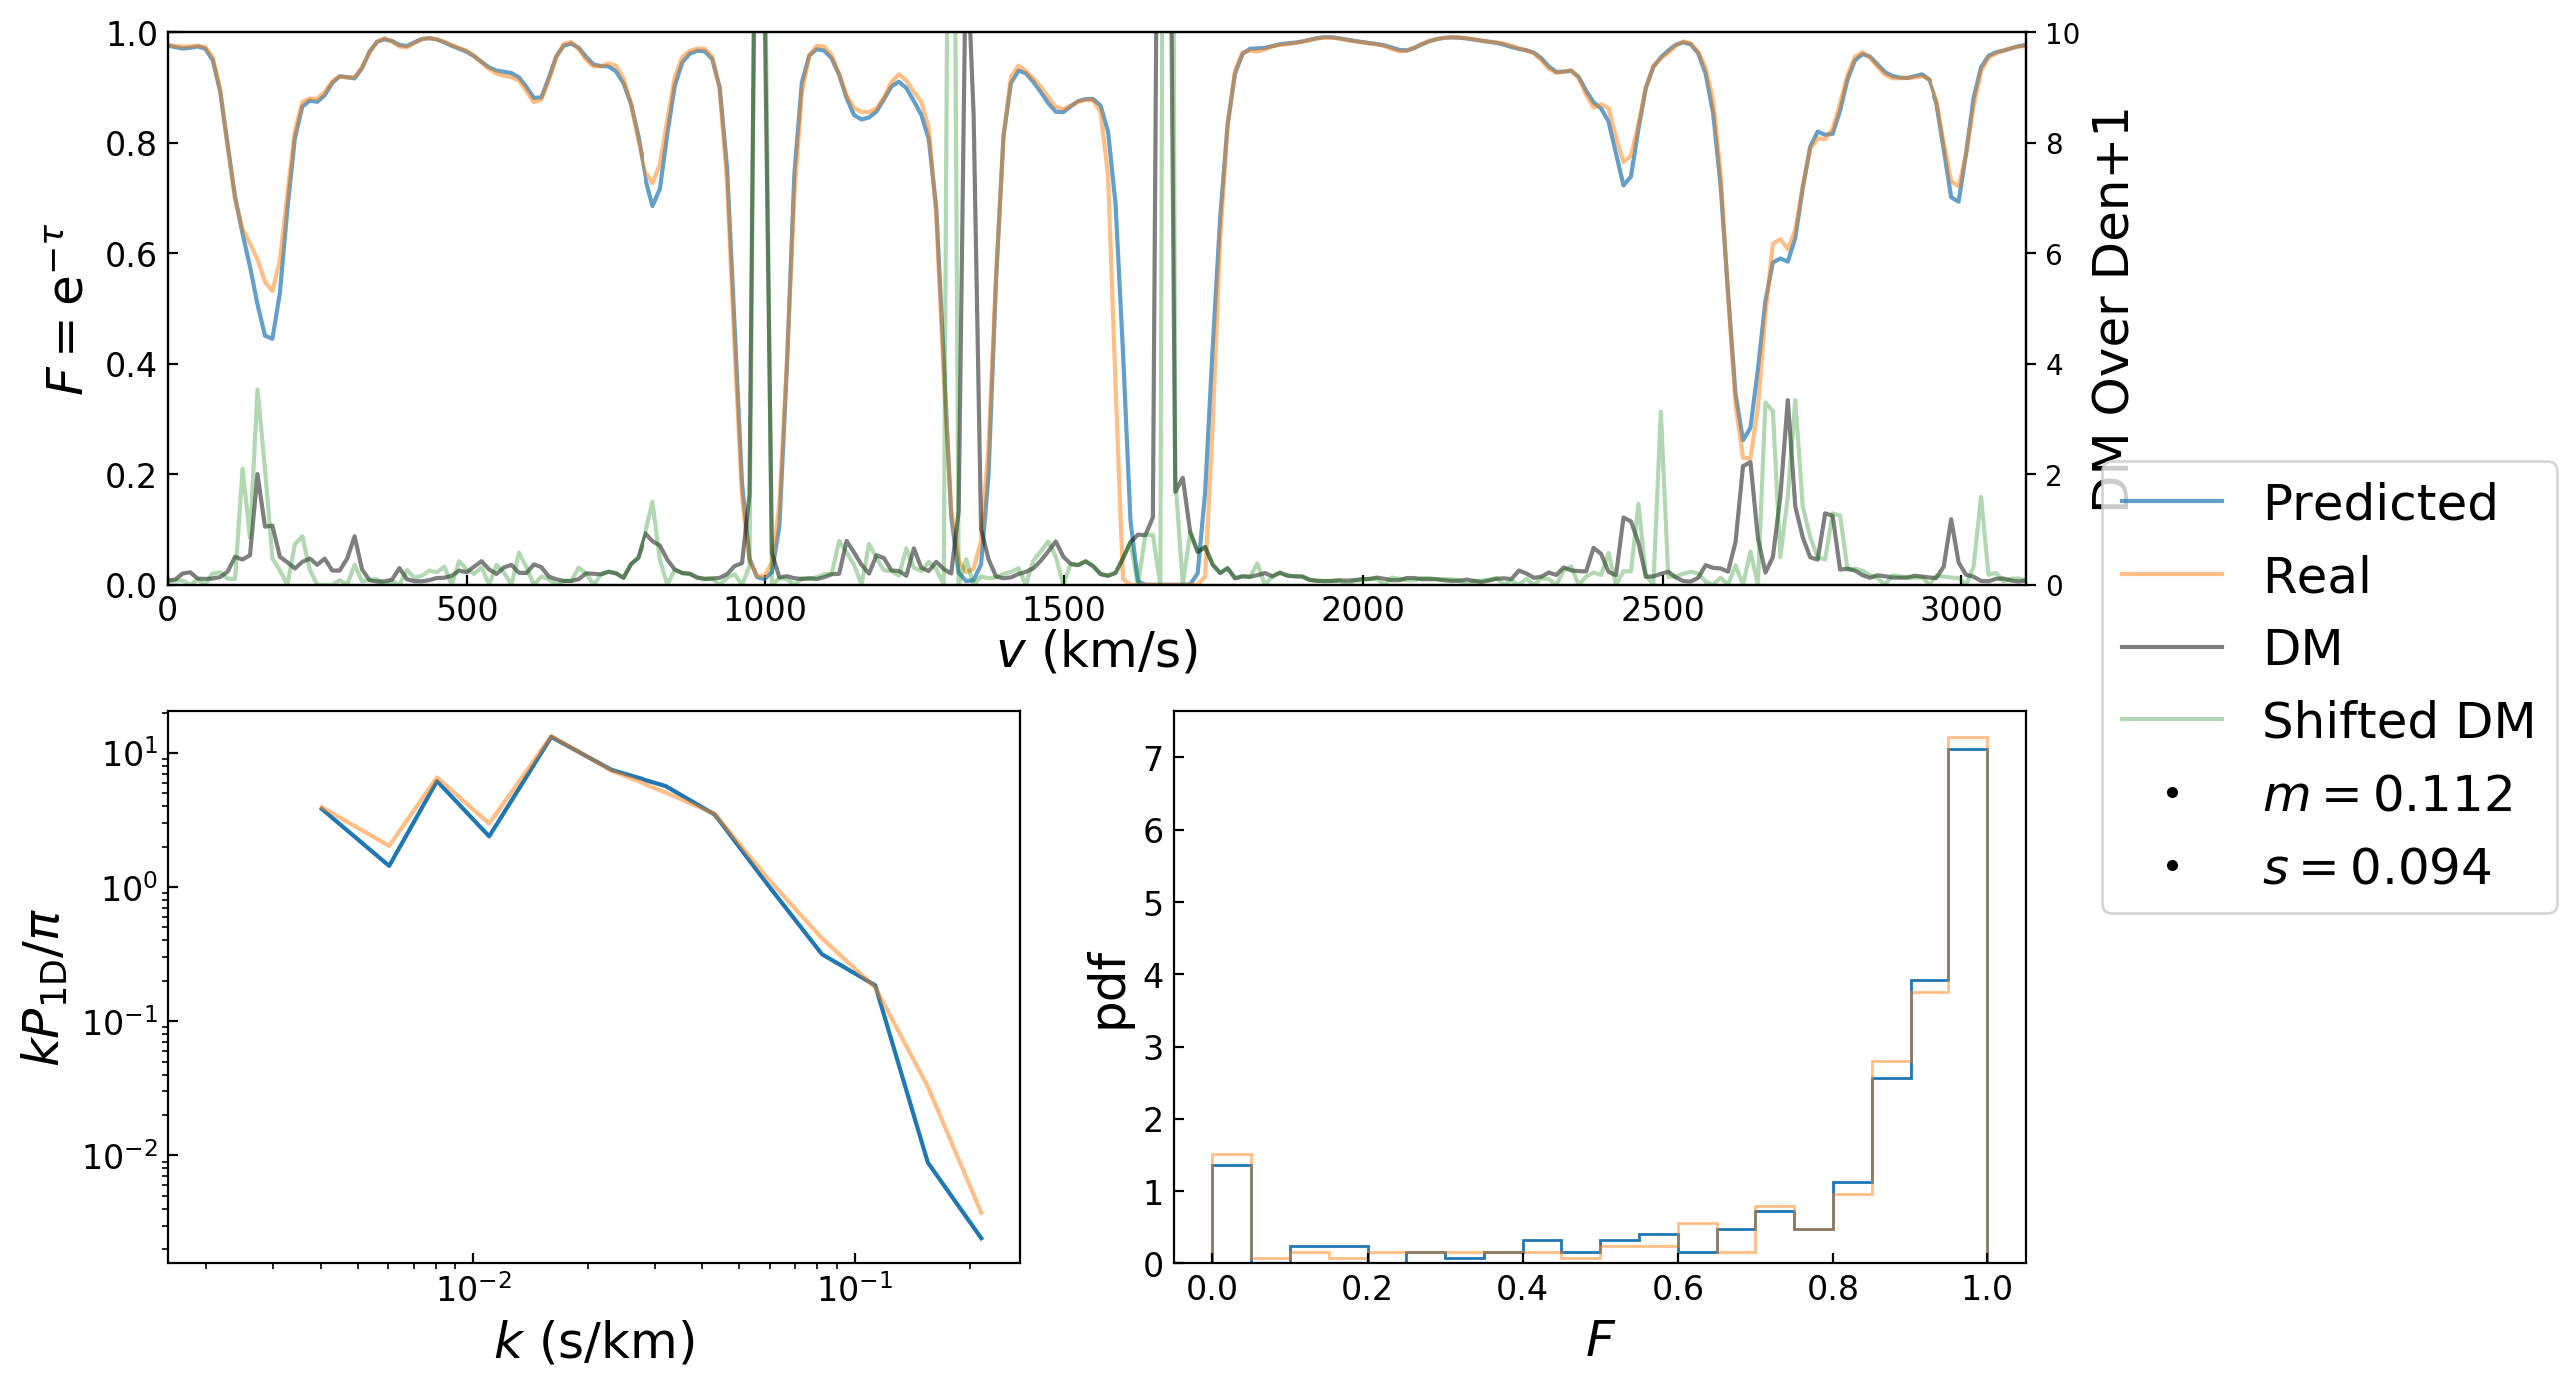 1.0
0.8
0.6
0.4
0.2
0.0
F = e^{−τ}
10
8
6
4
2
0
DM Over Den+1
0 500 1000 1500 2000 2500 3000
v (km/s)
Predicted
Real
DM
Shifted DM
m = 0.112
s = 0.094
10^1
10^0
10^{−1}
10^{−2}
kP_{1D}/π
10^{−2} 10^{−1}
k (s/km)
7
6
5
4
3
2
1
0
pdf
0.0 0.2 0.4 0.6 0.8 1.0
F